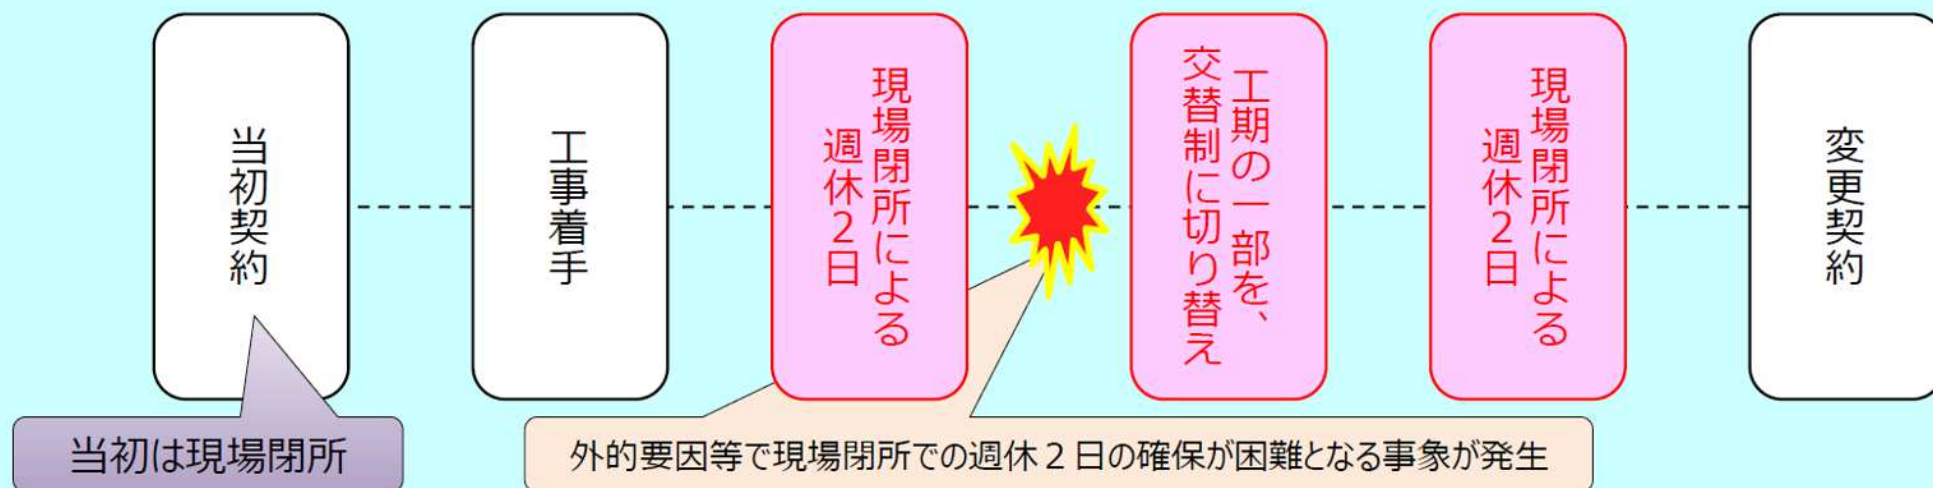 当初契約
工事着手
現場閉所による
週休２日
工期の一部を、
交替制に切り替え
現場閉所による
週休２日
変更契約
当初は現場閉所
外的要因等で現場閉所での週休２日の確保が困難となる事象が発生